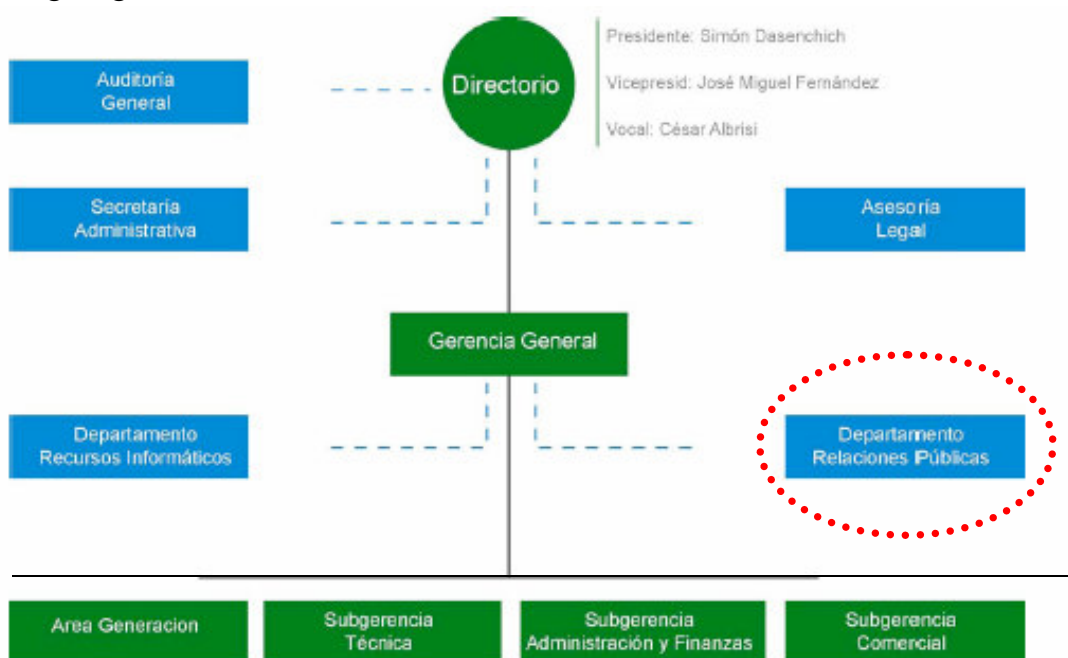 Presidente: Simón Dasenchich
Auditoría
General
Directorio
Vicepresid: José Miguel Fernández
Vocal: César Albrisi
Secretaria
Administrativa
Asesoría
Legal
Gerencia General
Departamento
Recursos Informáticos
Departamento
Relaciones Públicas
Area Generacion
Subgerencia
Técnica
Subgerencia
Administración y Finanzas
Subgerencia
Comercial